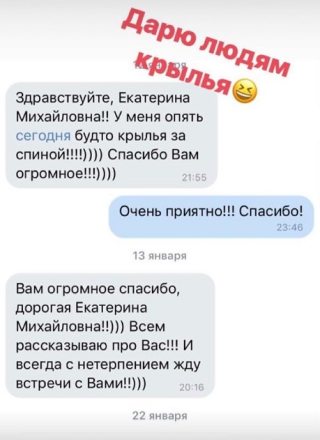 Дарю людям
крылья😆
Здравствуйте, Екатерина
Михайловна!! У меня опять
сегодня будто крылья за
спиной!!!!)))) Спасибо Вам
огромное!!!))))
21:55
Очень приятно!!! Спасибо!
23:46
13 января
Вам огромное спасибо,
дорогая Екатерина
Михайловна!!))) Всем
рассказываю про Вас!!! И
всегда с нетерпением жду
встречи с Вами!!)))
20:16
22 января